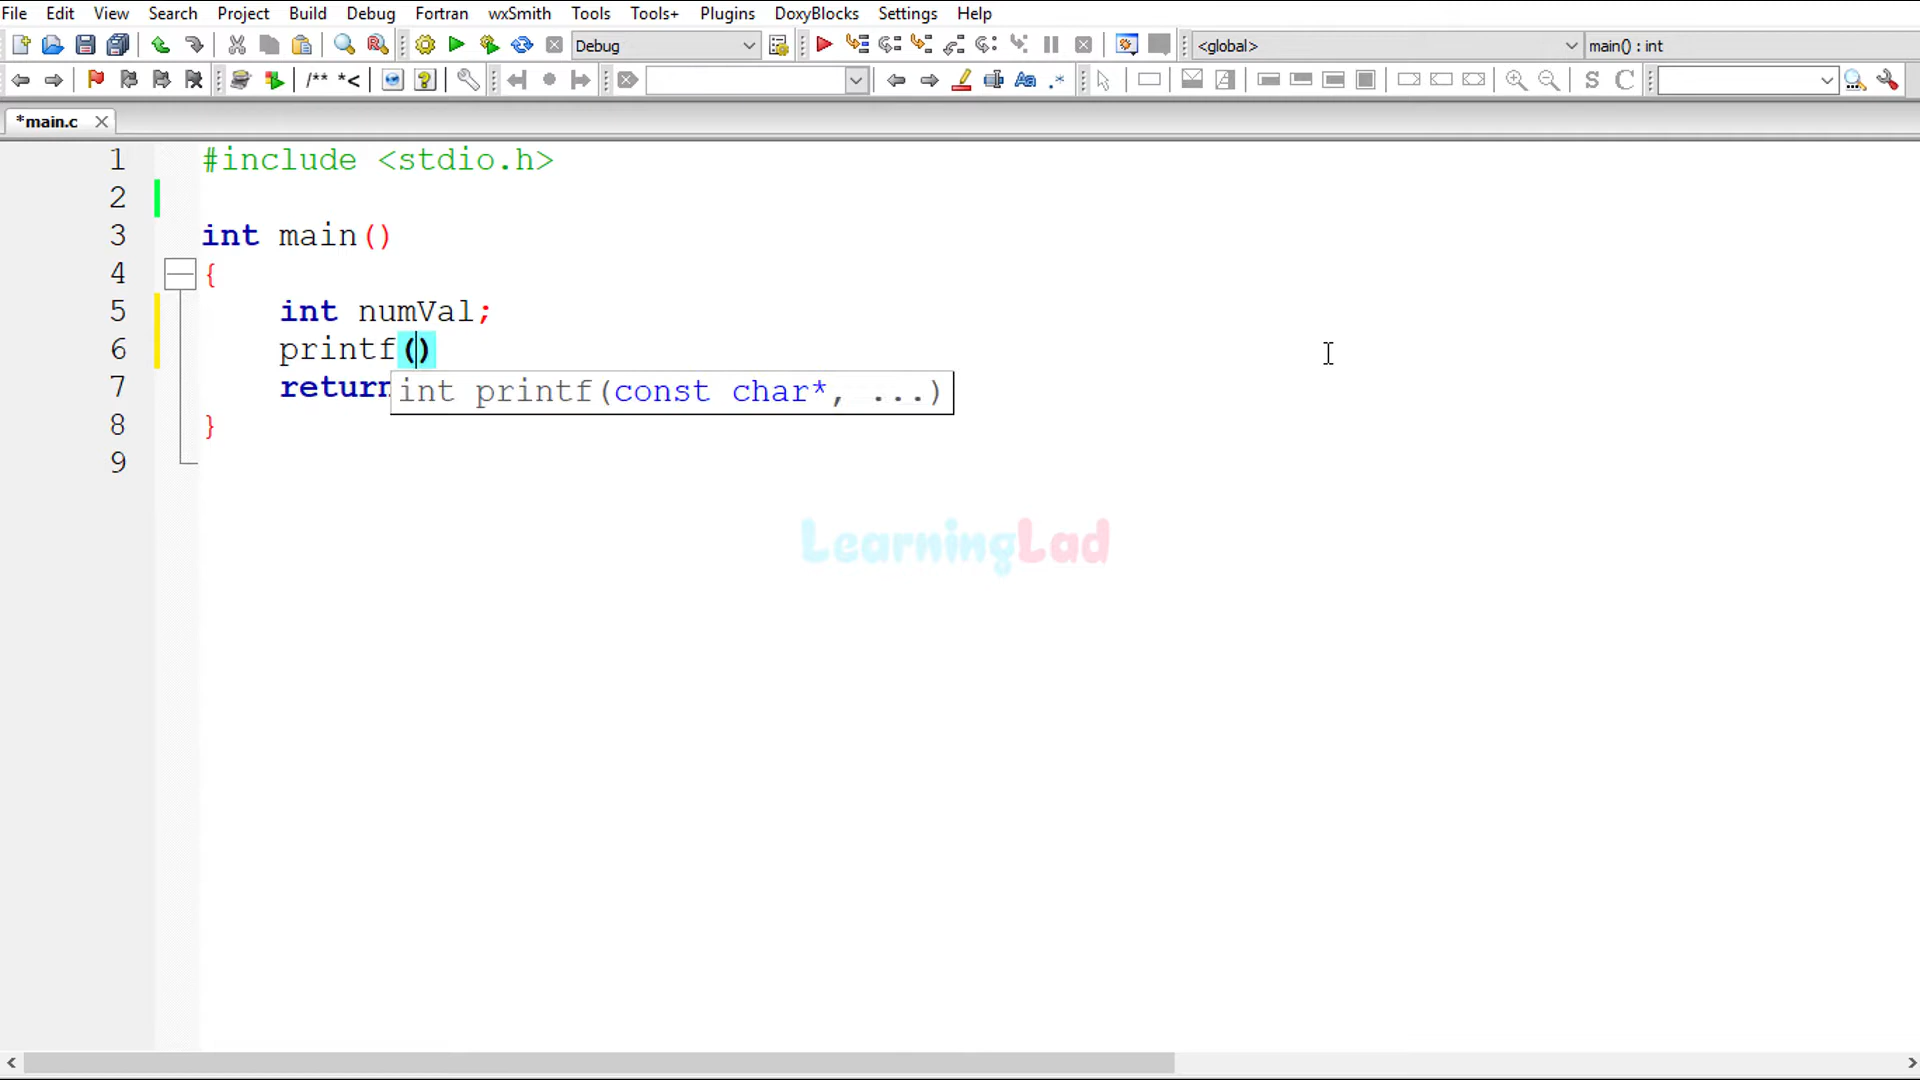 File Edit View Search Project Build Debug Fortran wxSmith Tools Tools+ Plugins DoxyBlocks Settings Help
Debug <global> main() : int
/** *< Aa .* S C
*main.c
1 #include <stdio.h>
2
3 int main()
4 {
5 int numVal;
6 printf()
7 return
int printf(const char*, ...)
8 }
9
LearningLad